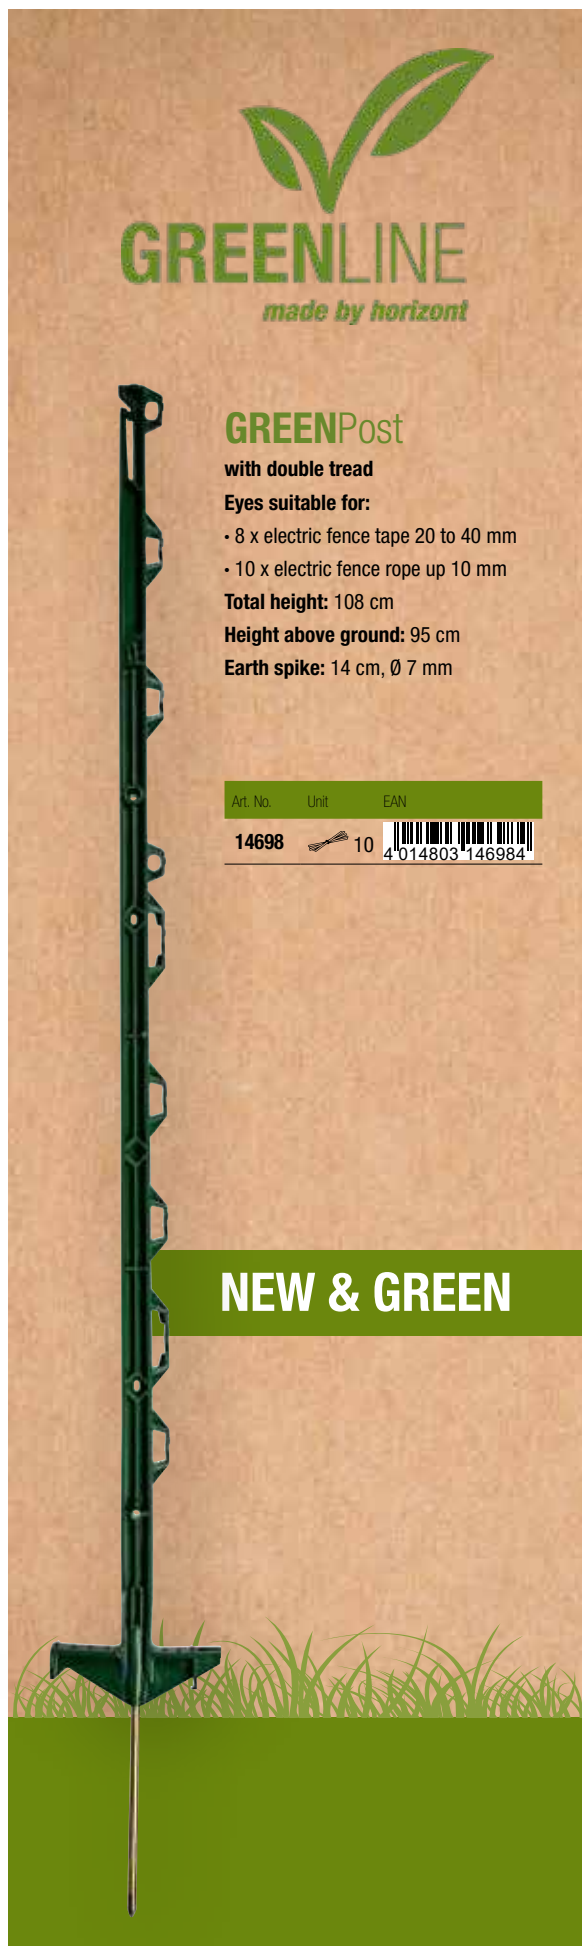 GREENLINE
made by horizont
GREENPost
with double tread
Eyes suitable for:
• 8 x electric fence tape 20 to 40 mm
• 10 x electric fence rope up 10 mm
Total height: 108 cm
Height above ground: 95 cm
Earth spike: 14 cm, Ø 7 mm
Art. No. Unit EAN
14698 10 4 014803 146984
NEW & GREEN